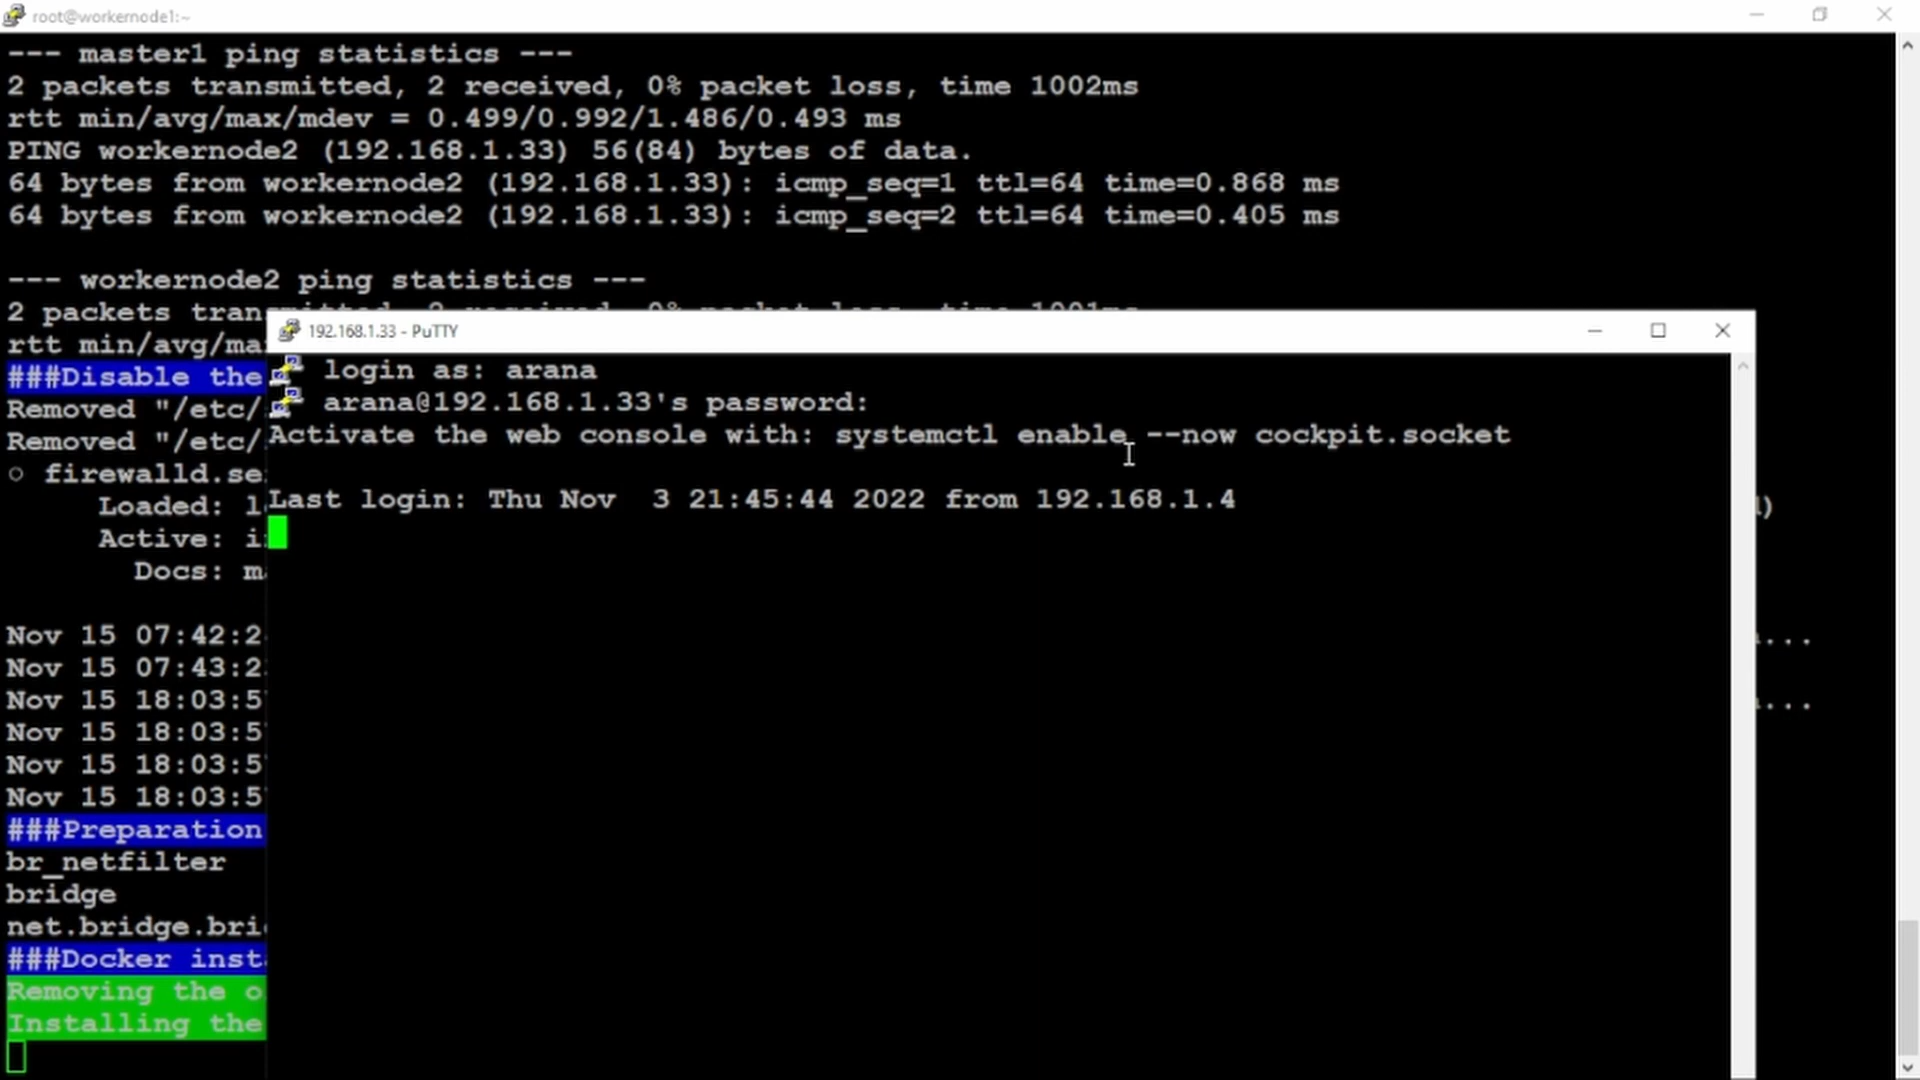 root@workernode1:~
--- master1 ping statistics ---
2 packets transmitted, 2 received, 0% packet loss, time 1002ms
rtt min/avg/max/mdev = 0.499/0.992/1.486/0.493 ms
PING workernode2 (192.168.1.33) 56(84) bytes of data.
64 bytes from workernode2 (192.168.1.33): icmp_seq=1 ttl=64 time=0.868 ms
64 bytes from workernode2 (192.168.1.33): icmp_seq=2 ttl=64 time=0.405 ms
--- workernode2 ping statistics ---
2 packets transmitted, 2 received, 0% packet loss, time 1001ms
rtt min/avg/ma
###Disable the
Removed "/etc/
Removed "/etc/
○ firewalld.se
Loaded: l
Active: i
Docs: m
Nov 15 07:42:2
Nov 15 07:43:2
Nov 15 18:03:5
Nov 15 18:03:5
Nov 15 18:03:5
Nov 15 18:03:5
###Preparation
br_netfilter
bridge
net.bridge.bri
###Docker inst
Removing the o
Installing the
192.168.1.33 - PuTTY
login as: arana
arana@192.168.1.33's password:
Activate the web console with: systemctl enable --now cockpit.socket
Last login: Thu Nov  3 21:45:44 2022 from 192.168.1.4
)
...
...